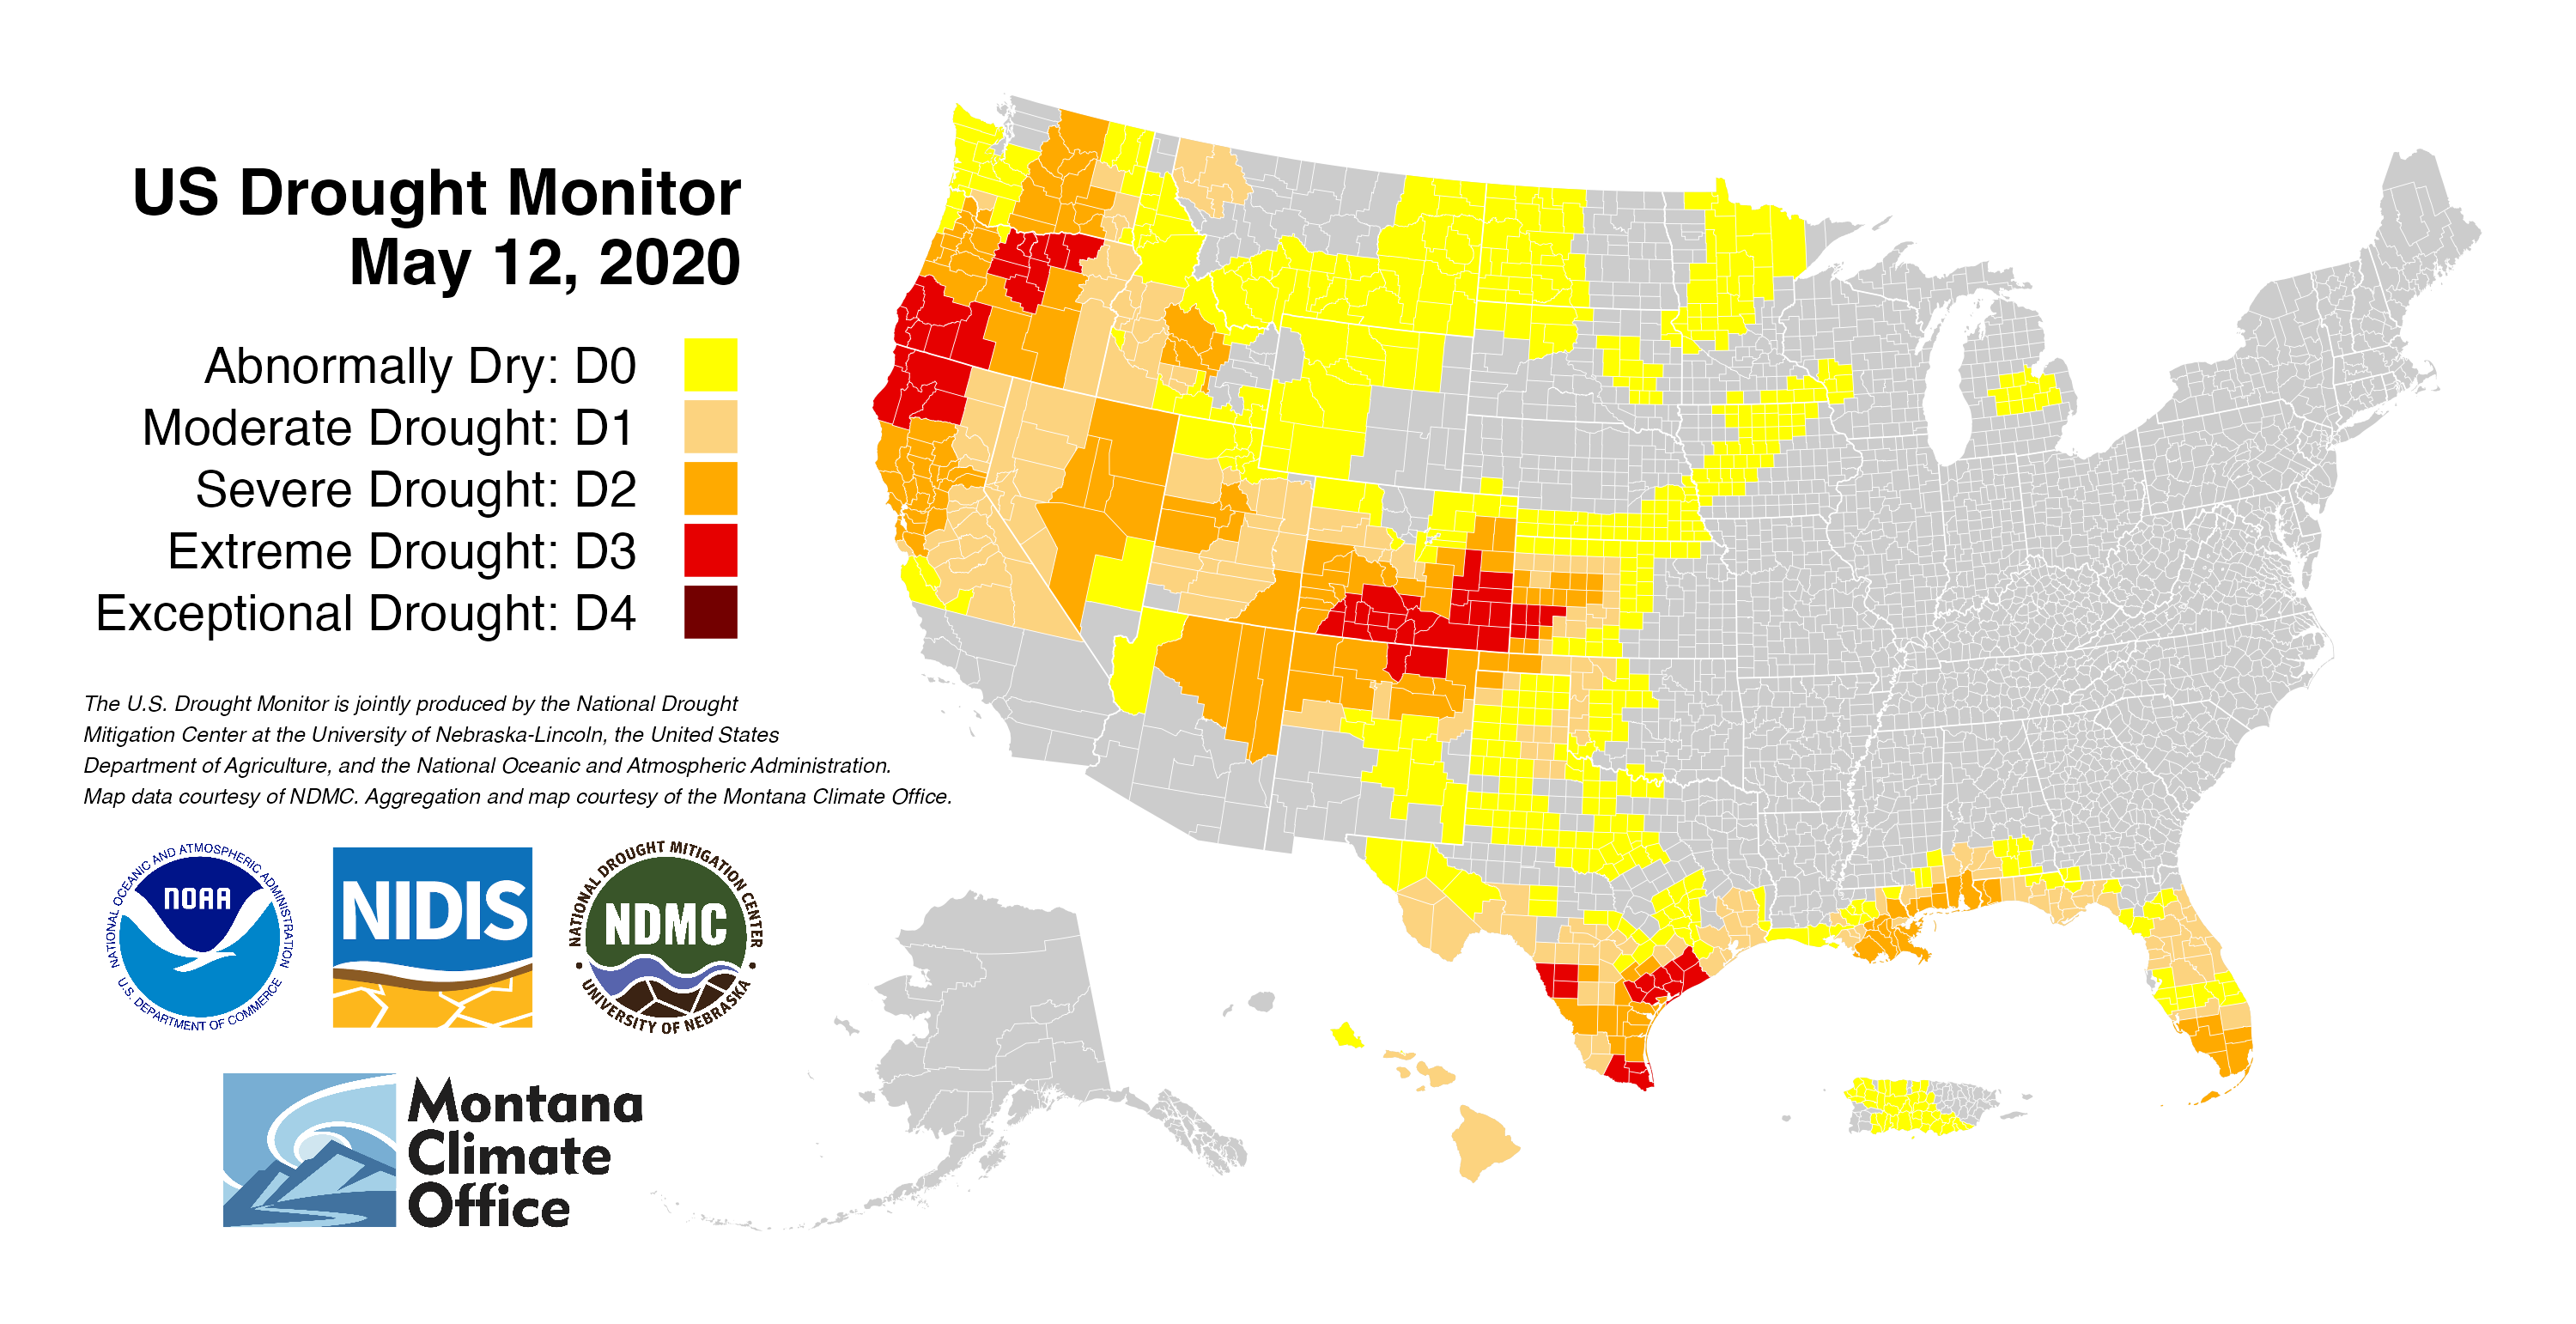 US Drought Monitor
May 12, 2020
Abnormally Dry: D0
Moderate Drought: D1
Severe Drought: D2
Extreme Drought: D3
Exceptional Drought: D4
The U.S. Drought Monitor is jointly produced by the National Drought
Mitigation Center at the University of Nebraska-Lincoln, the United States
Department of Agriculture, and the National Oceanic and Atmospheric Administration.
Map data courtesy of NDMC. Aggregation and map courtesy of the Montana Climate Office.
NATIONAL OCEANIC AND ATMOSPHERIC ADMINISTRATION
NOAA
U.S. DEPARTMENT OF COMMERCE
NIDIS
NATIONAL DROUGHT MITIGATION CENTER
NDMC
UNIVERSITY OF NEBRASKA
Montana
Climate
Office